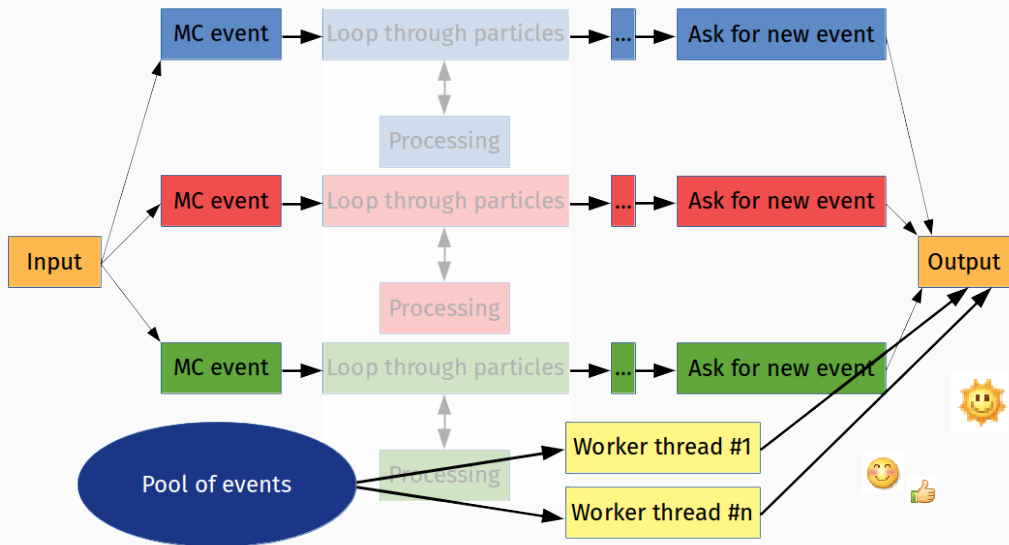 MC event
Loop through particles
...
Ask for new event
Processing
MC event
Loop through particles
...
Ask for new event
Input
Output
Processing
MC event
Loop through particles
...
Ask for new event
Pool of events
Processing
Worker thread #1
Worker thread #n